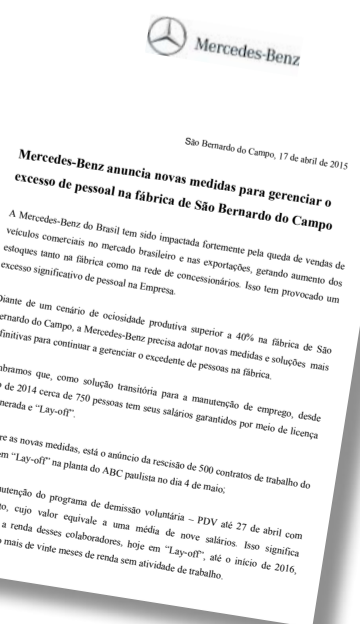 Mercedes-Benz
São Bernardo do Campo, 17 de abril de 2015
Mercedes-Benz anuncia novas medidas para gerenciar o
excesso de pessoal na fábrica de São Bernardo do Campo
A Mercedes-Benz do Brasil tem sido impactada fortemente pela queda de vendas de
veículos comerciais no mercado brasileiro e nas exportações, gerando aumento dos
estoques tanto na fábrica como na rede de concessionários. Isso tem provocado um
excesso significativo de pessoal na Empresa.
Diante de um cenário de ociosidade produtiva superior a 40% na fábrica de São
ernardo do Campo, a Mercedes-Benz precisa adotar novas medidas e soluções mais
finitivas para continuar a gerenciar o excedente de pessoas na fábrica.
mbramos que, como solução transitória para a manutenção de emprego, desde
o de 2014 cerca de 750 pessoas tem seus salários garantidos por meio de licença
nerada e “Lay-off”.
re as novas medidas, está o anúncio da rescisão de 500 contratos de trabalho do
em “Lay-off” na planta do ABC paulista no dia 4 de maio;
utenção do programa de demissão voluntária – PDV até 27 de abril com
to, cujo valor equivale a uma média de nove salários. Isso significa
a renda desses colaboradores, hoje em “Lay-off”, até o início de 2016,
o mais de vinte meses de renda sem atividade de trabalho.